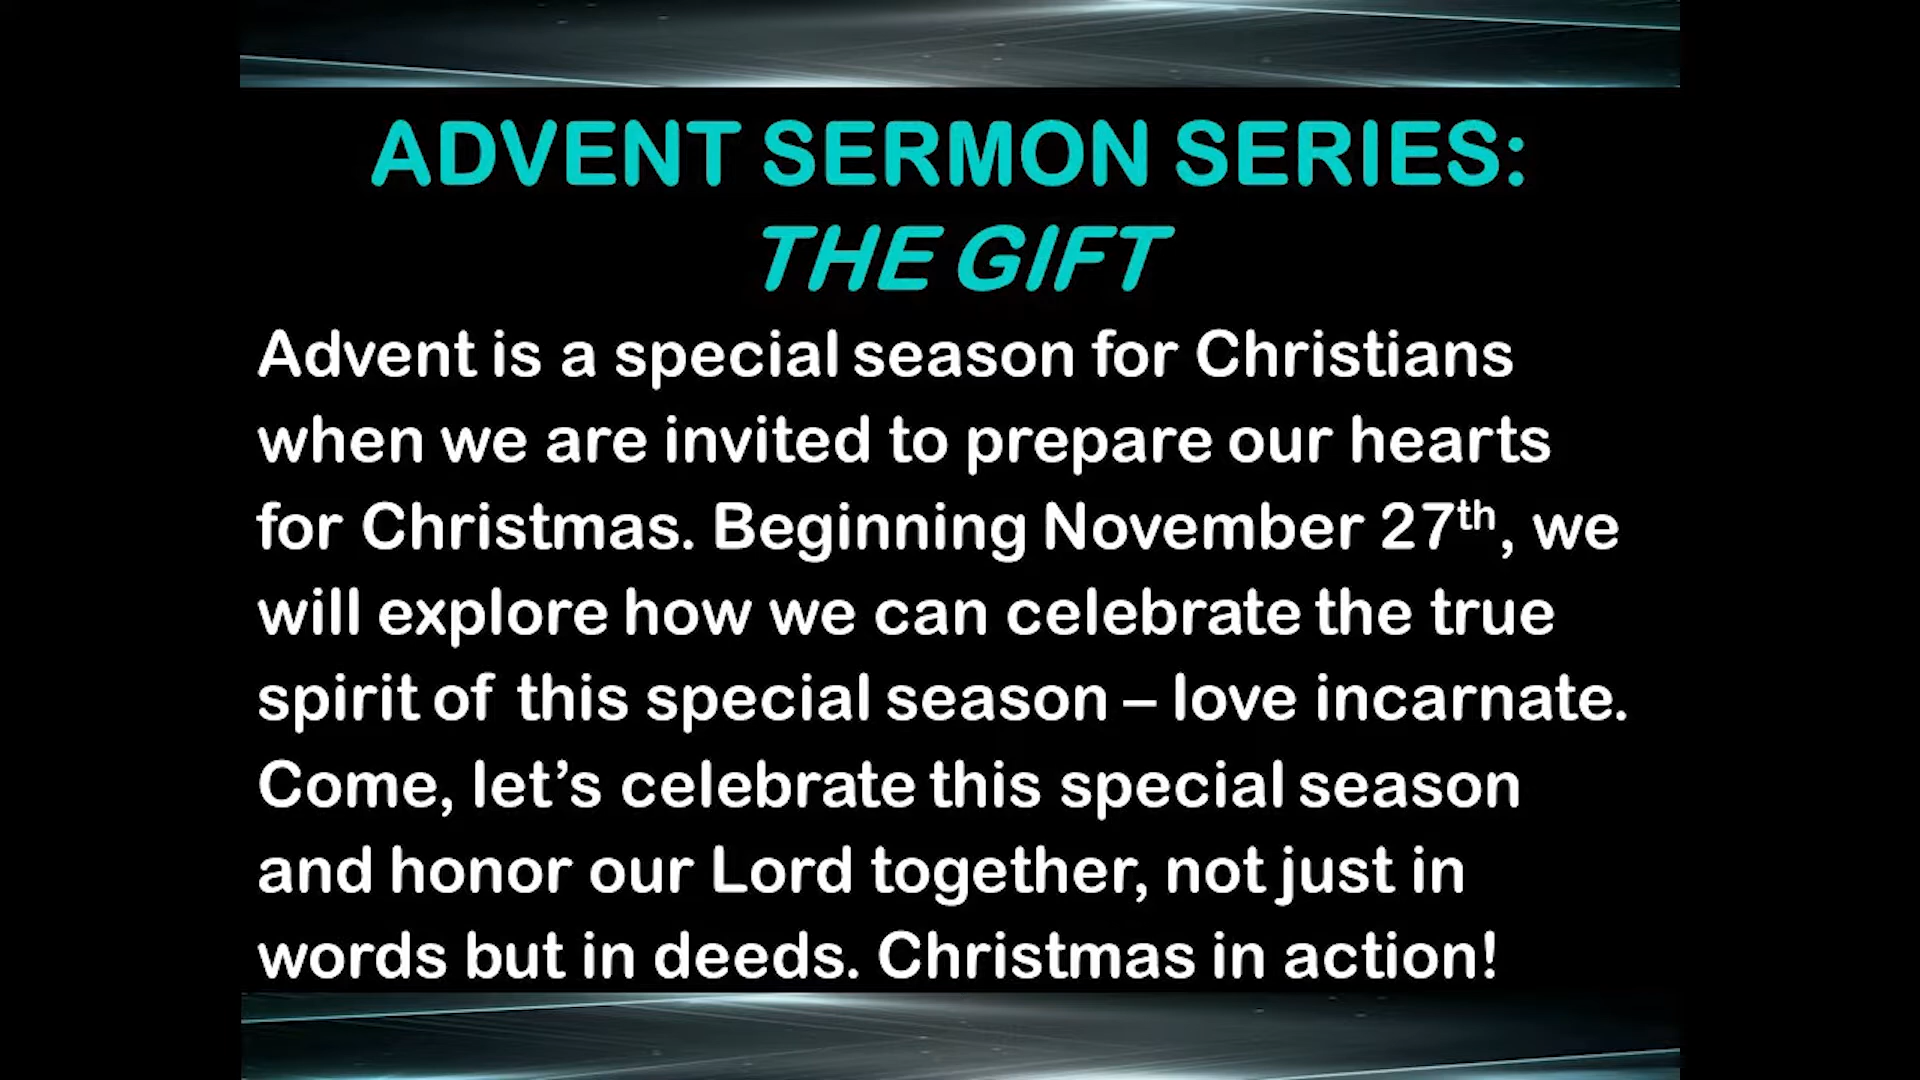 ADVENT SERMON SERIES:
THE GIFT
Advent is a special season for Christians
when we are invited to prepare our hearts
for Christmas. Beginning November 27th, we
will explore how we can celebrate the true
spirit of this special season – love incarnate.
Come, let’s celebrate this special season
and honor our Lord together, not just in
words but in deeds. Christmas in action!